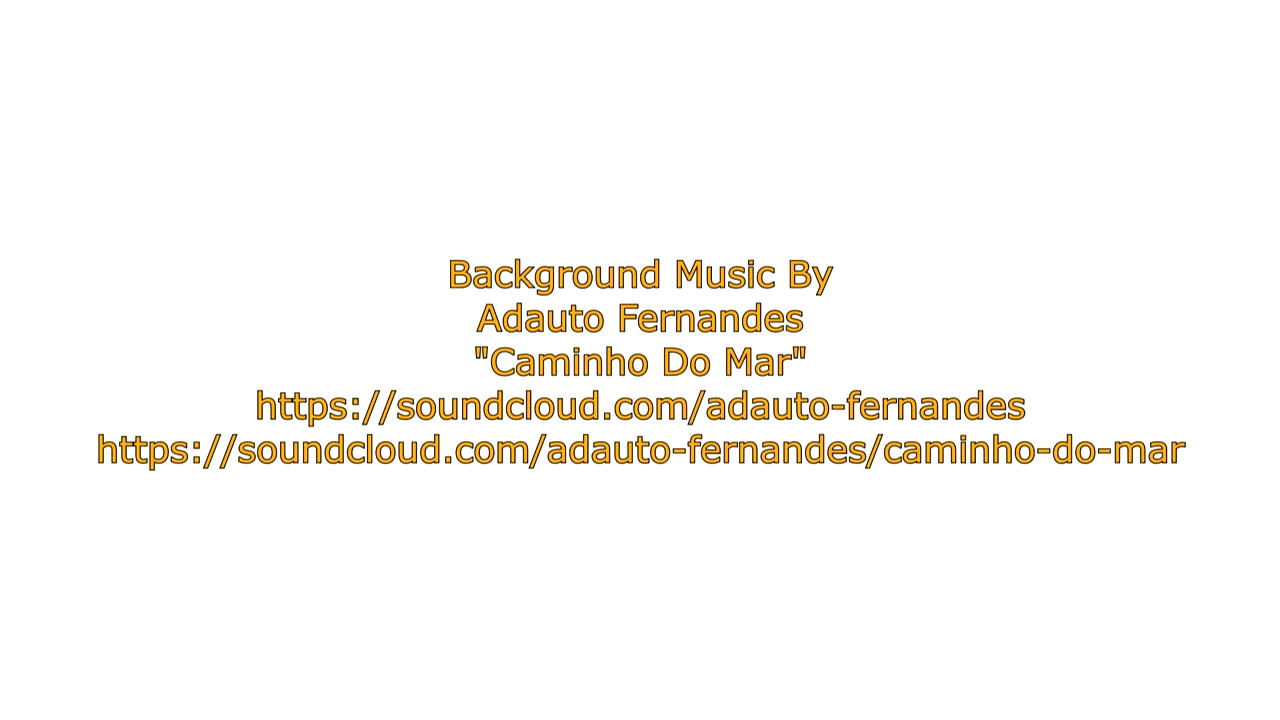 Background Music By
Adauto Fernandes
"Caminho Do Mar"
https://soundcloud.com/adauto-fernandes
https://soundcloud.com/adauto-fernandes/caminho-do-mar